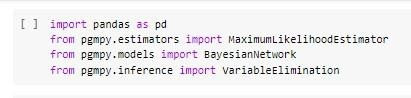 [ ] import pandas as pd
from pgmpy.estimators import MaximumLikelihoodEstimator
from pgmpy.models import BayesianNetwork
from pgmpy.inference import VariableElimination